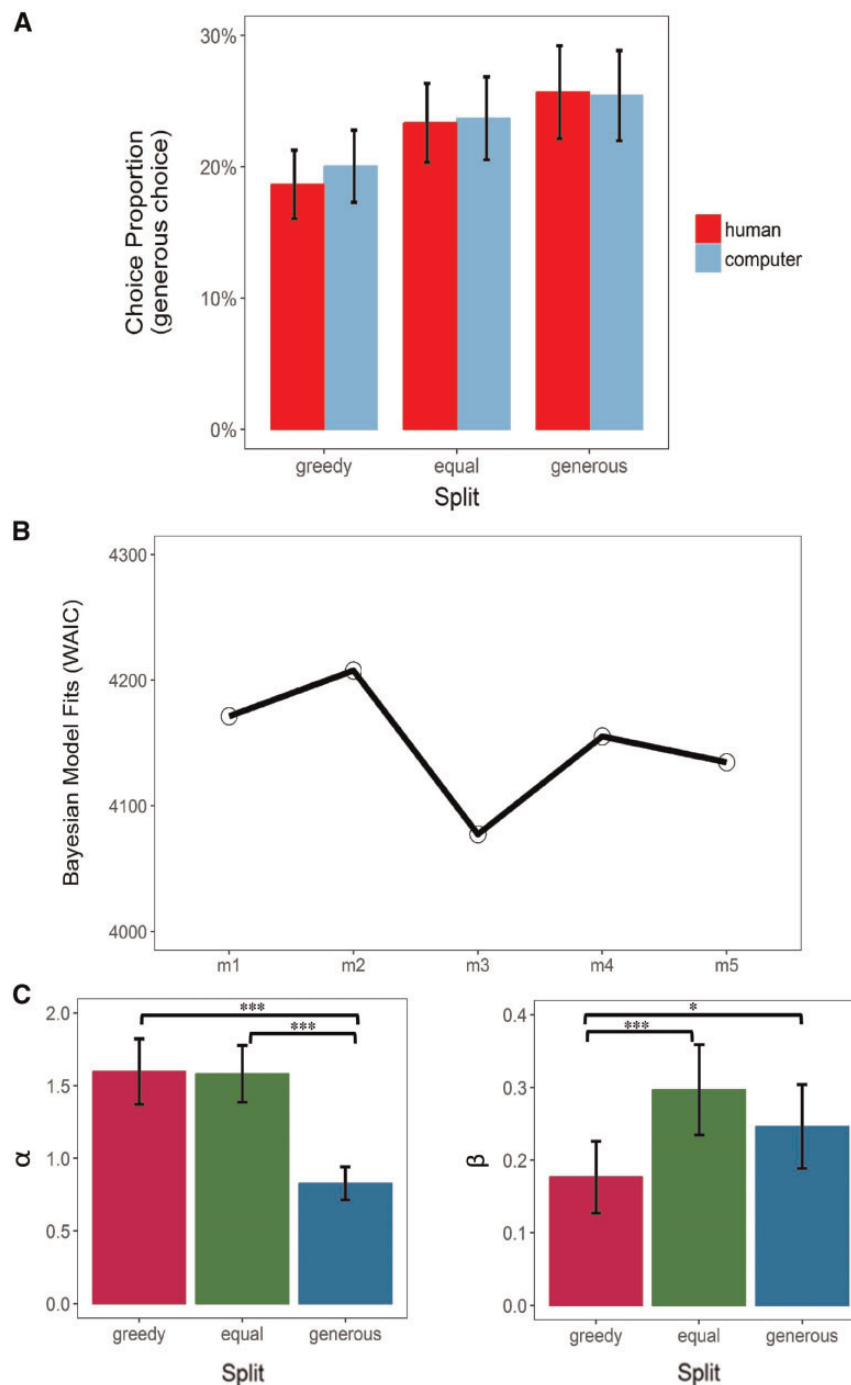 A
30%
20%
10%
0%
Choice Proportion
(generous choice)
greedy equal generous
Split
human
computer
B
4300
4200
4100
4000
Bayesian Model Fits (WAIC)
m1 m2 m3 m4 m5
C
2.0
1.5
1.0
0.5
0.0
α
***
***
greedy equal generous
Split
0.4
0.3
0.2
0.1
0.0
β
*
***
greedy equal generous
Split